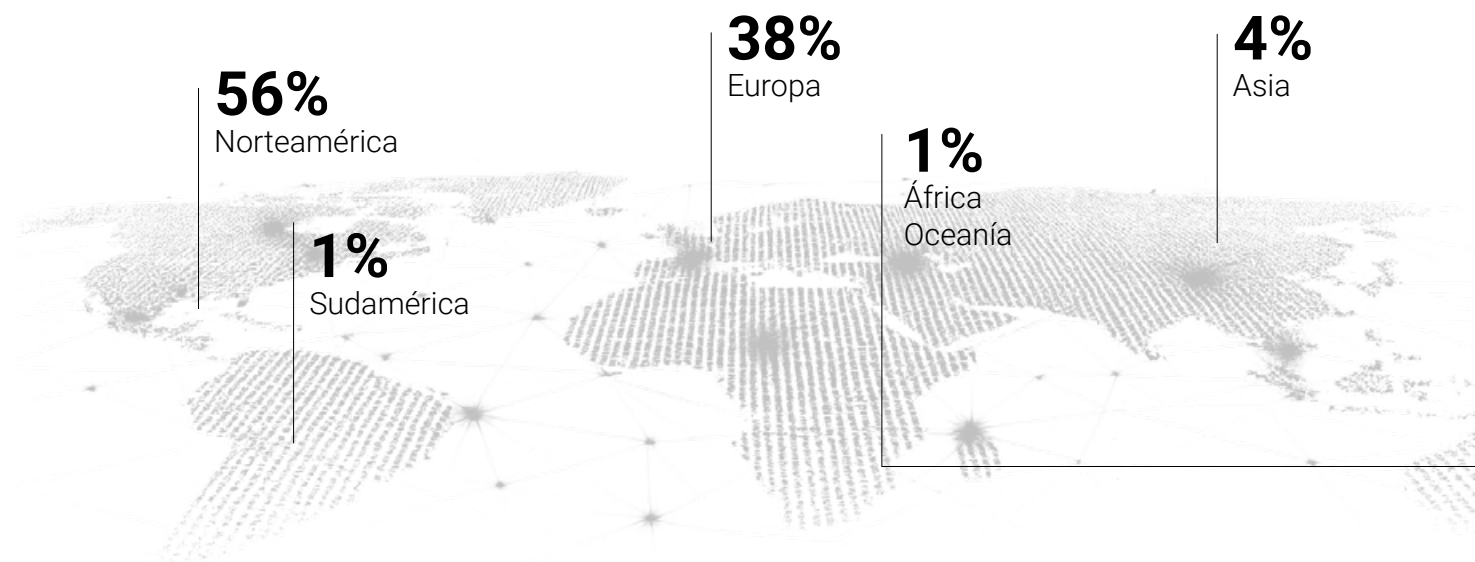 56%
Norteamérica
1%
Sudamérica
38%
Europa
1%
África
Oceanía
4%
Asia